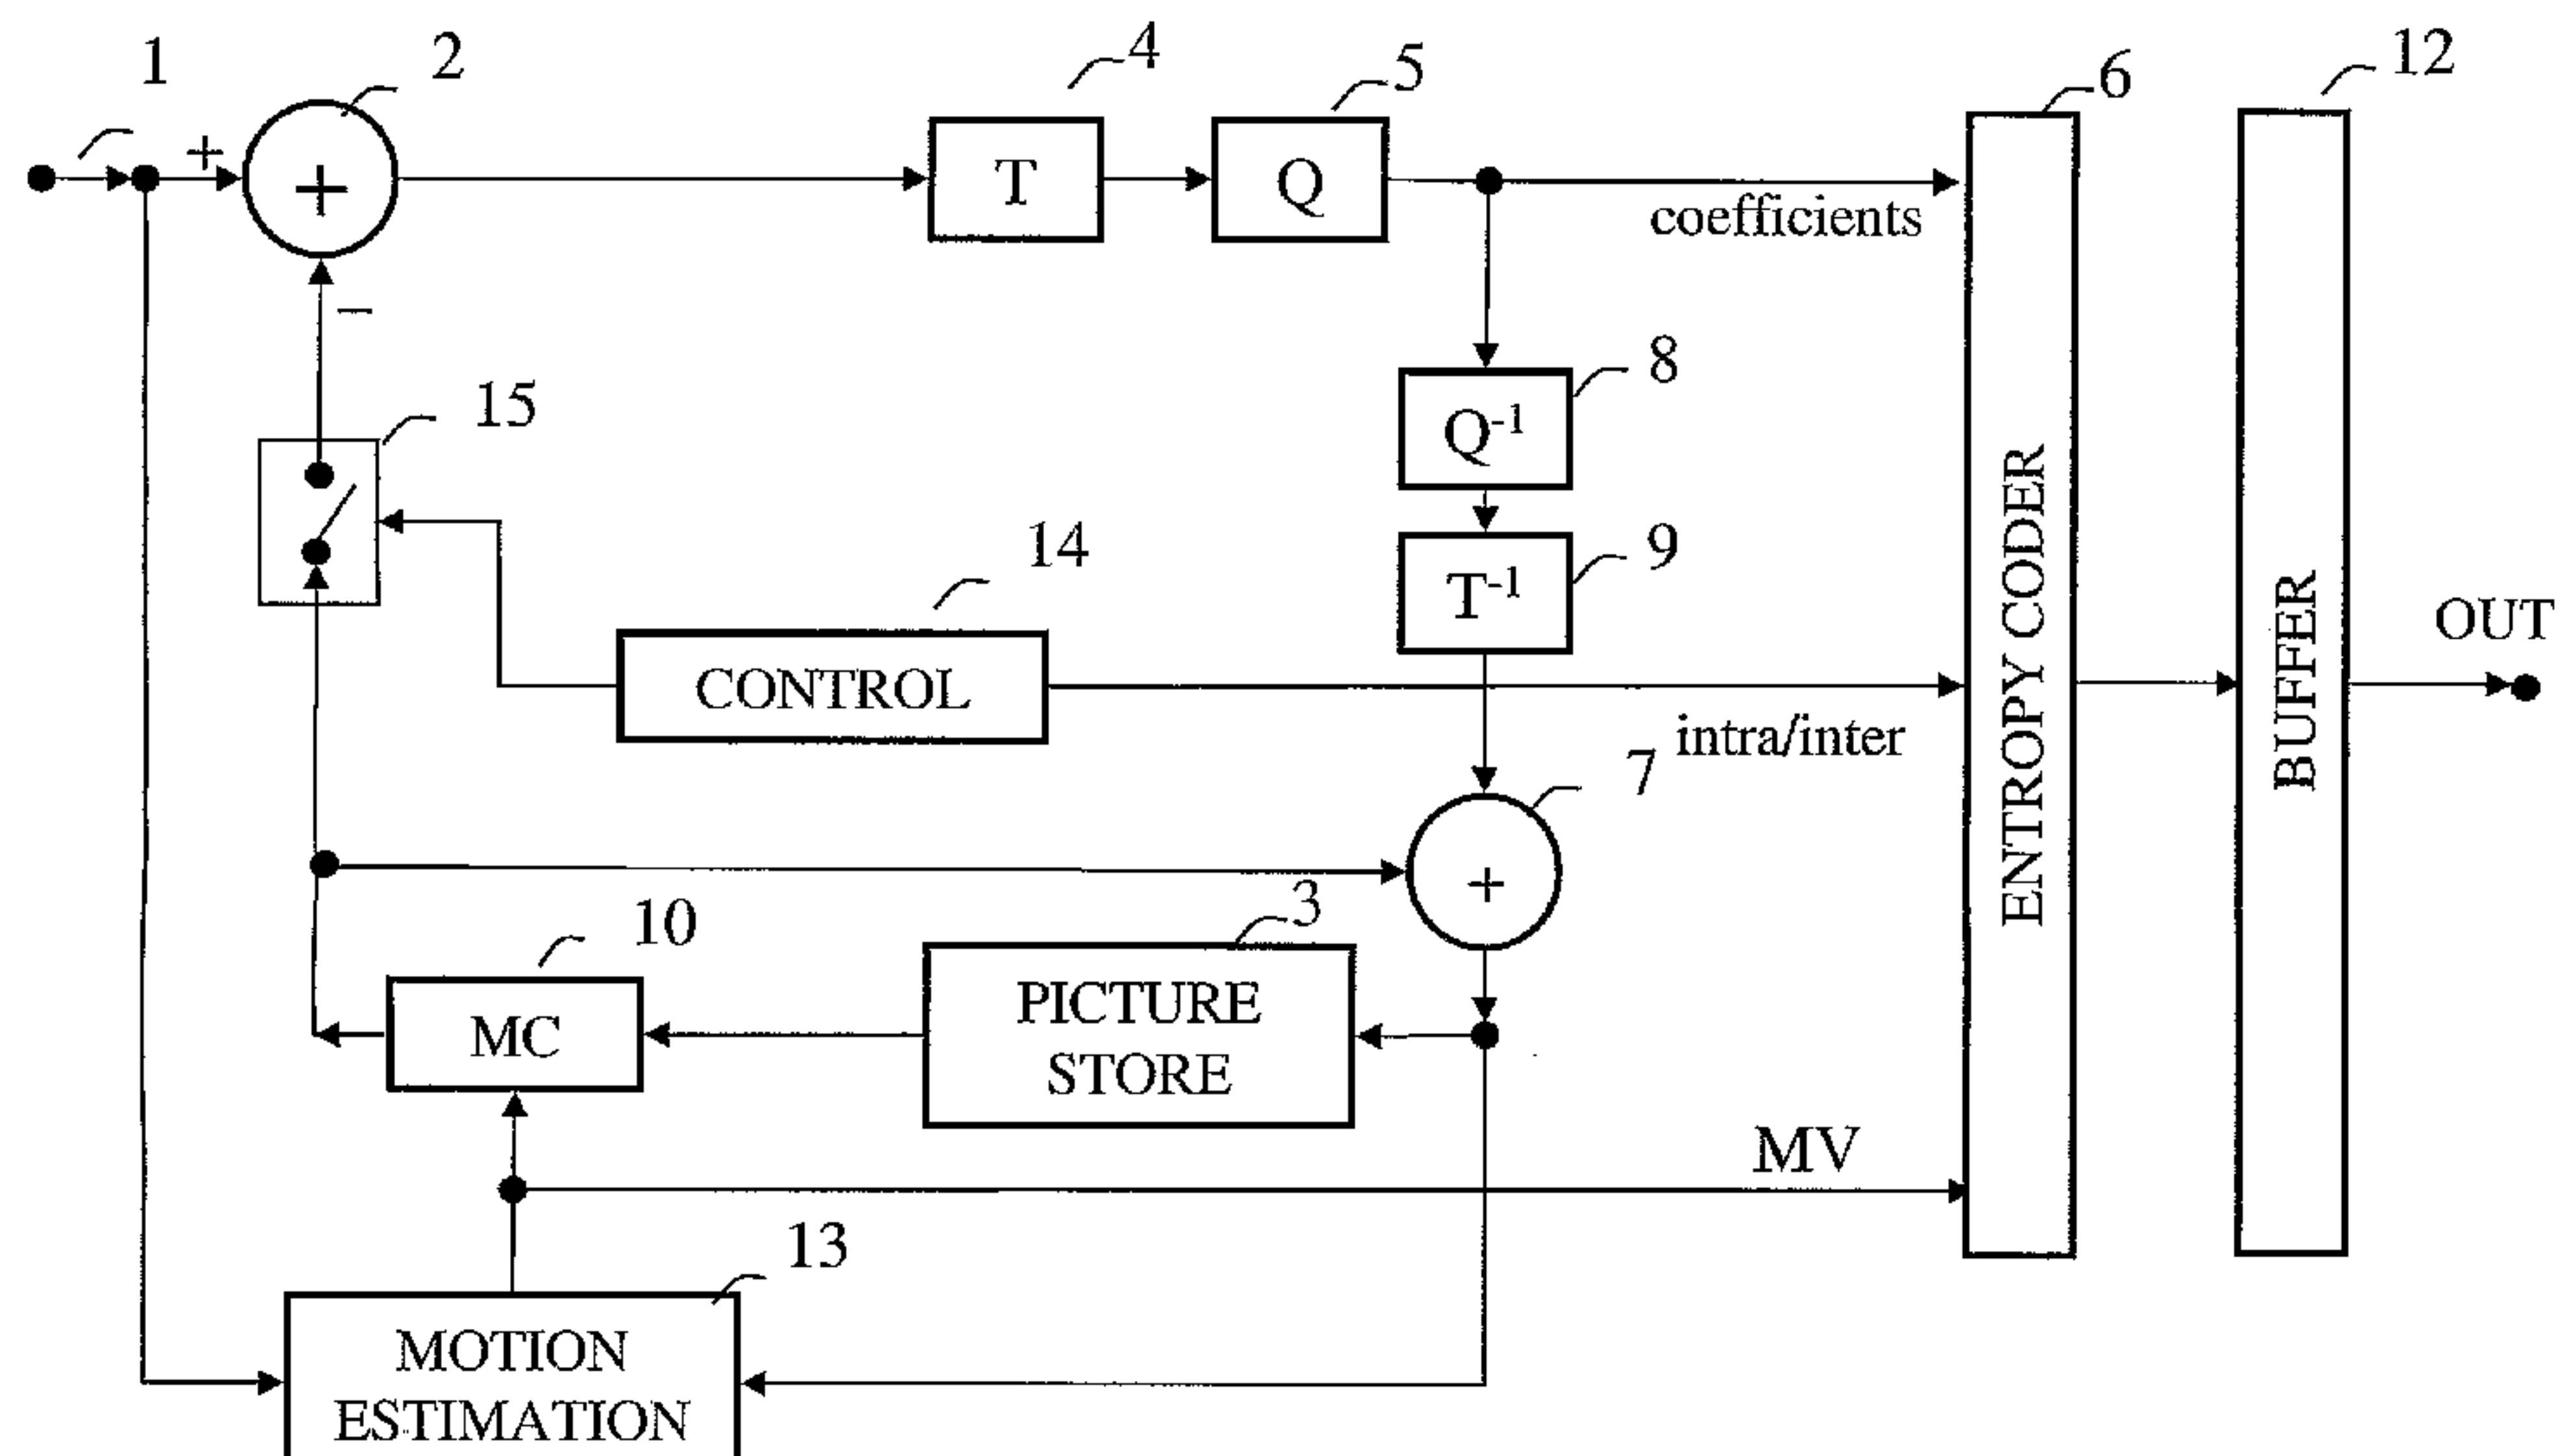 1
2
4
5
6
12
+
+
T
Q
coefficients
−
8
Q-1
15
9
T-1
14
CONTROL
intra/inter
ENTROPY CODER
BUFFER
OUT
7
+
3
10
MC
PICTURE
STORE
MV
13
MOTION
ESTIMATION